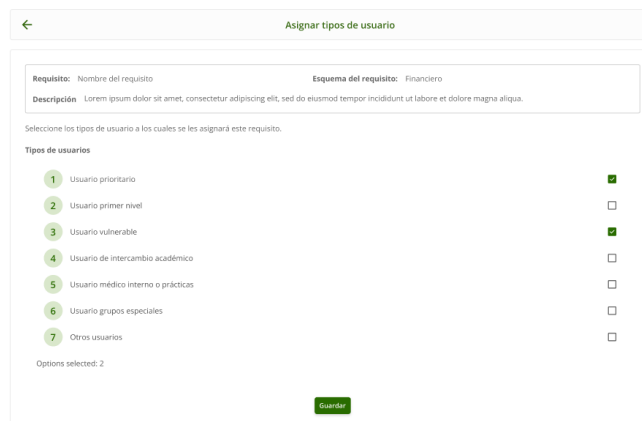 Asignar tipos de usuario
Requisito: Nombre del requisito Esquema del requisito: Financiero
Descripción Lorem ipsum dolor sit amet, consectetur adipiscing elit, sed do eiusmod tempor incididunt ut labore et dolore magna aliqua.
Seleccione los tipos de usuario a los cuales se les asignará este requisito.
Tipos de usuarios
1 Usuario prioritario
2 Usuario primer nivel
3 Usuario vulnerable
4 Usuario de intercambio académico
5 Usuario médico interno o prácticas
6 Usuario grupos especiales
7 Otros usuarios
Options selected: 2
Guardar